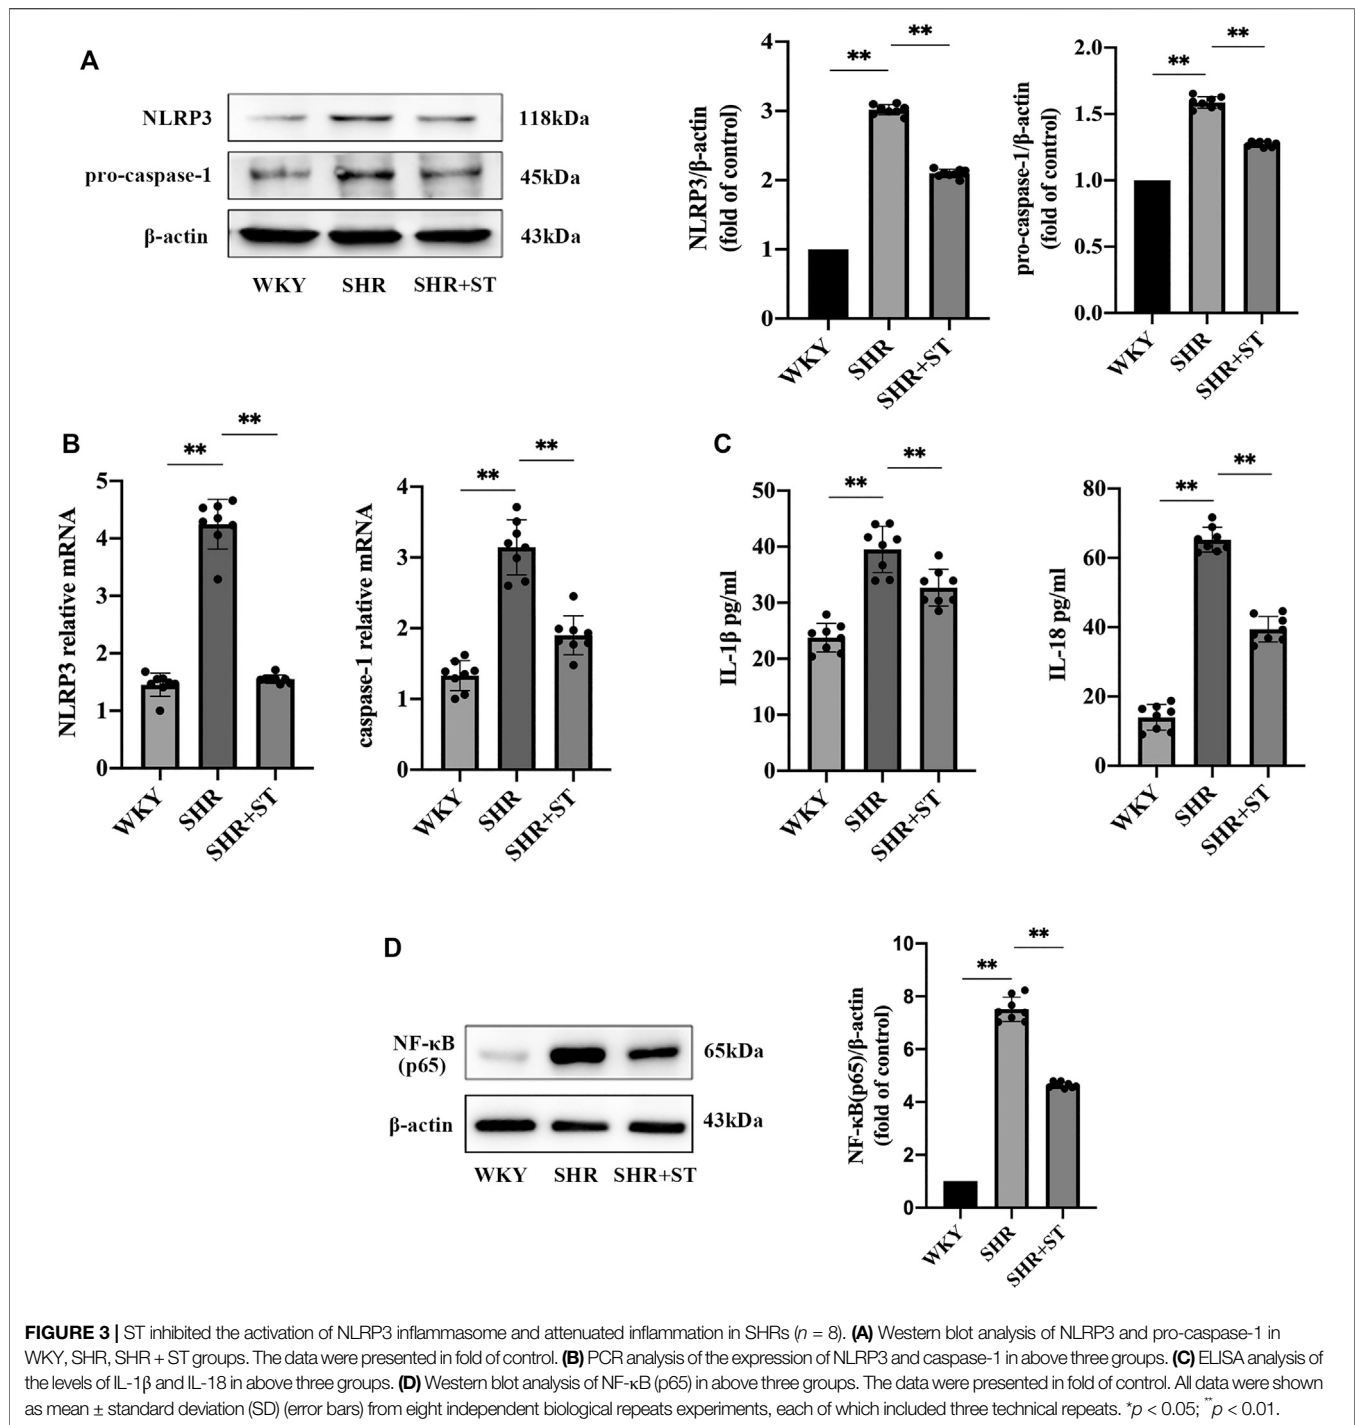 A
NLRP3
118kDa
pro-caspase-1
45kDa
β-actin
43kDa
WKY SHR SHR+ST
NLRP3/β-actin
(fold of control)
4
3
2
1
0
**
**
WKY
SHR
SHR+ST
pro-caspase-1/β-actin
(fold of control)
2.0
1.5
1.0
0.5
0.0
**
**
WKY
SHR
SHR+ST
B
NLRP3 relative mRNA
5
4
3
2
1
0
**
**
WKY
SHR
SHR+ST
caspase-1 relative mRNA
4
3
2
1
0
**
**
WKY
SHR
SHR+ST
C
IL-1β pg/ml
50
40
30
20
10
0
**
**
WKY
SHR
SHR+ST
IL-18 pg/ml
80
60
40
20
0
**
**
WKY
SHR
SHR+ST
D
NF-κB
(p65)
65kDa
β-actin
43kDa
WKY SHR SHR+ST
NF-κB(p65)/β-actin
(fold of control)
10
8
6
4
2
0
**
**
WKY
SHR
SHR+ST
FIGURE 3 | ST inhibited the activation of NLRP3 inflammasome and attenuated inflammation in SHRs (n = 8). (A) Western blot analysis of NLRP3 and pro-caspase-1 in
WKY, SHR, SHR + ST groups. The data were presented in fold of control. (B) PCR analysis of the expression of NLRP3 and caspase-1 in above three groups. (C) ELISA analysis of
the levels of IL-1β and IL-18 in above three groups. (D) Western blot analysis of NF-κB (p65) in above three groups. The data were presented in fold of control. All data were shown
as mean ± standard deviation (SD) (error bars) from eight independent biological repeats experiments, each of which included three technical repeats. *p < 0.05; **p < 0.01.